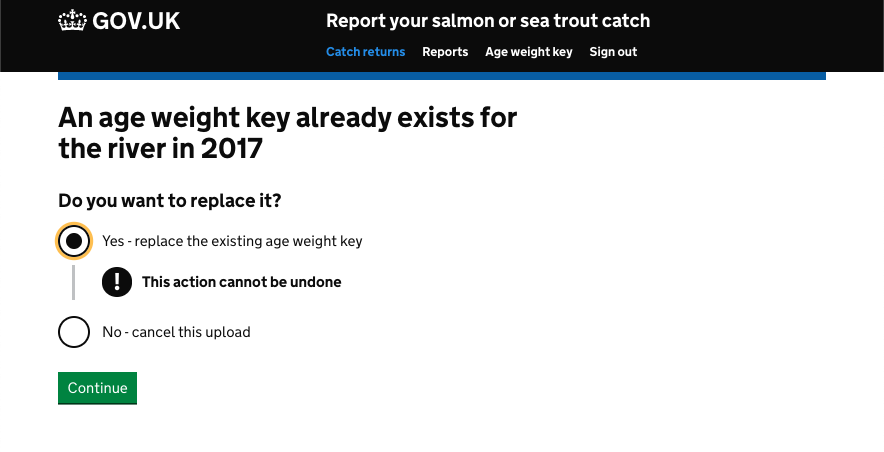 GOV.UK
Report your salmon or sea trout catch
Catch returns Reports Age weight key Sign out
An age weight key already exists for
the river in 2017
Do you want to replace it?
Yes - replace the existing age weight key
! This action cannot be undone
No - cancel this upload
Continue